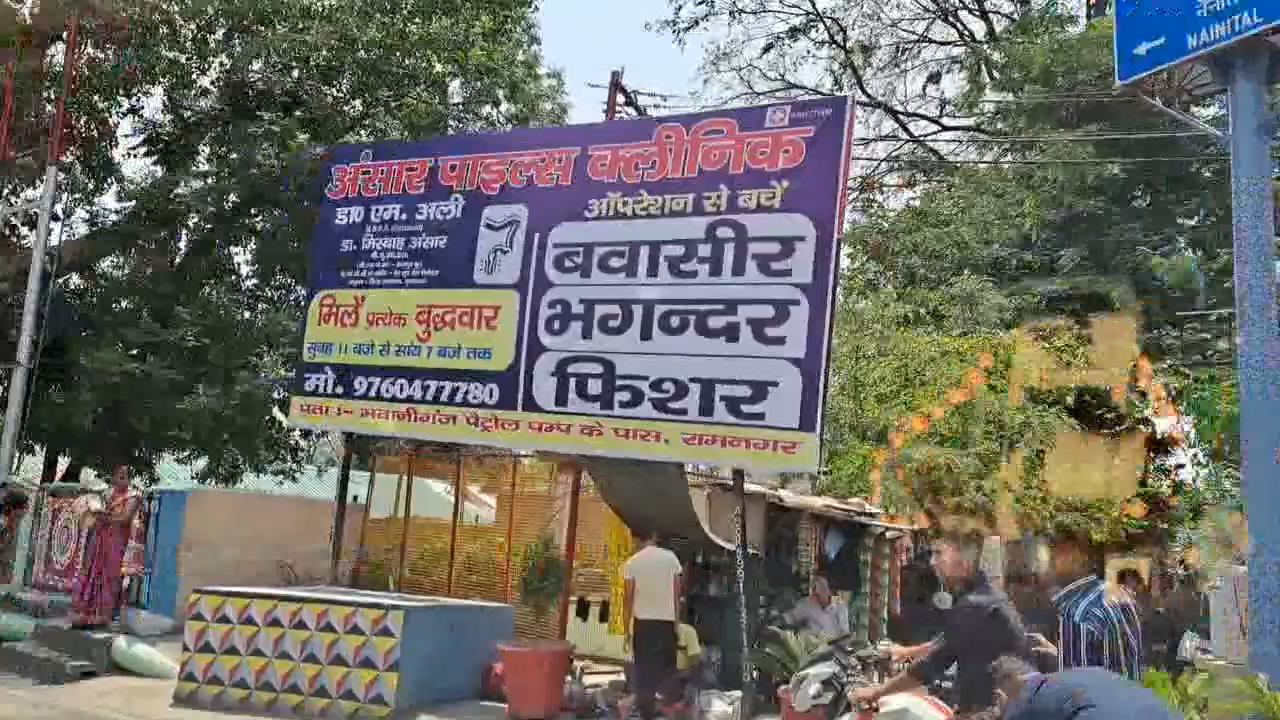 NAINITAL
अंसार पाइल्स क्लीनिक
डा0 एम. अली
डा. मिस्बाह अंसार
मिलें प्रत्येक बुद्धवार
सुबह 11 बजे से सांय 7 बजे तक
मो. 9760477780
ऑपरेशन से बचें
बवासीर
भगन्दर
फिशर
पता :- भवानीगंज पैट्रोल पम्प के पास, रामनगर